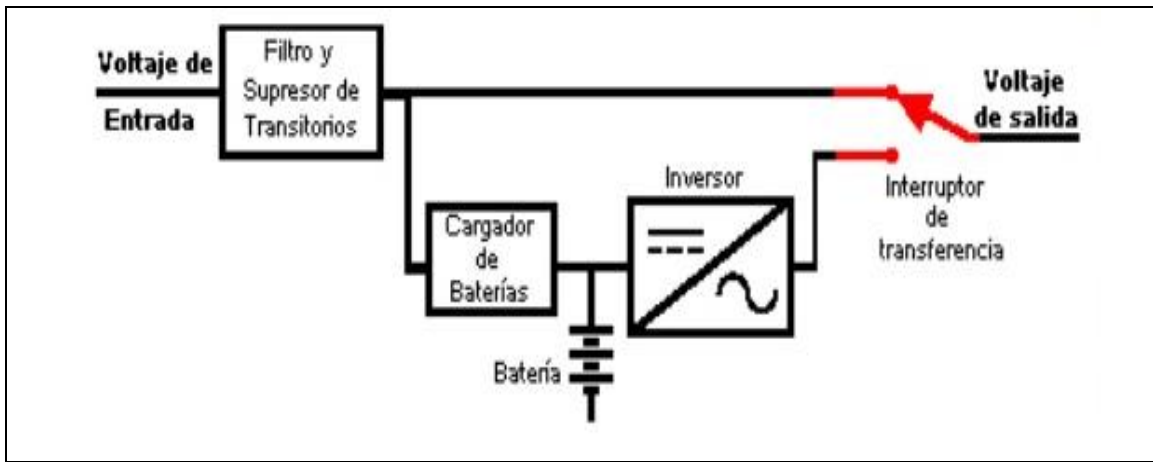 Voltaje de
Entrada
Filtro y
Supresor de
Transitorios
Voltaje
de salida
Interruptor
de
transferencia
Inversor
Cargador
de
Baterías
Batería